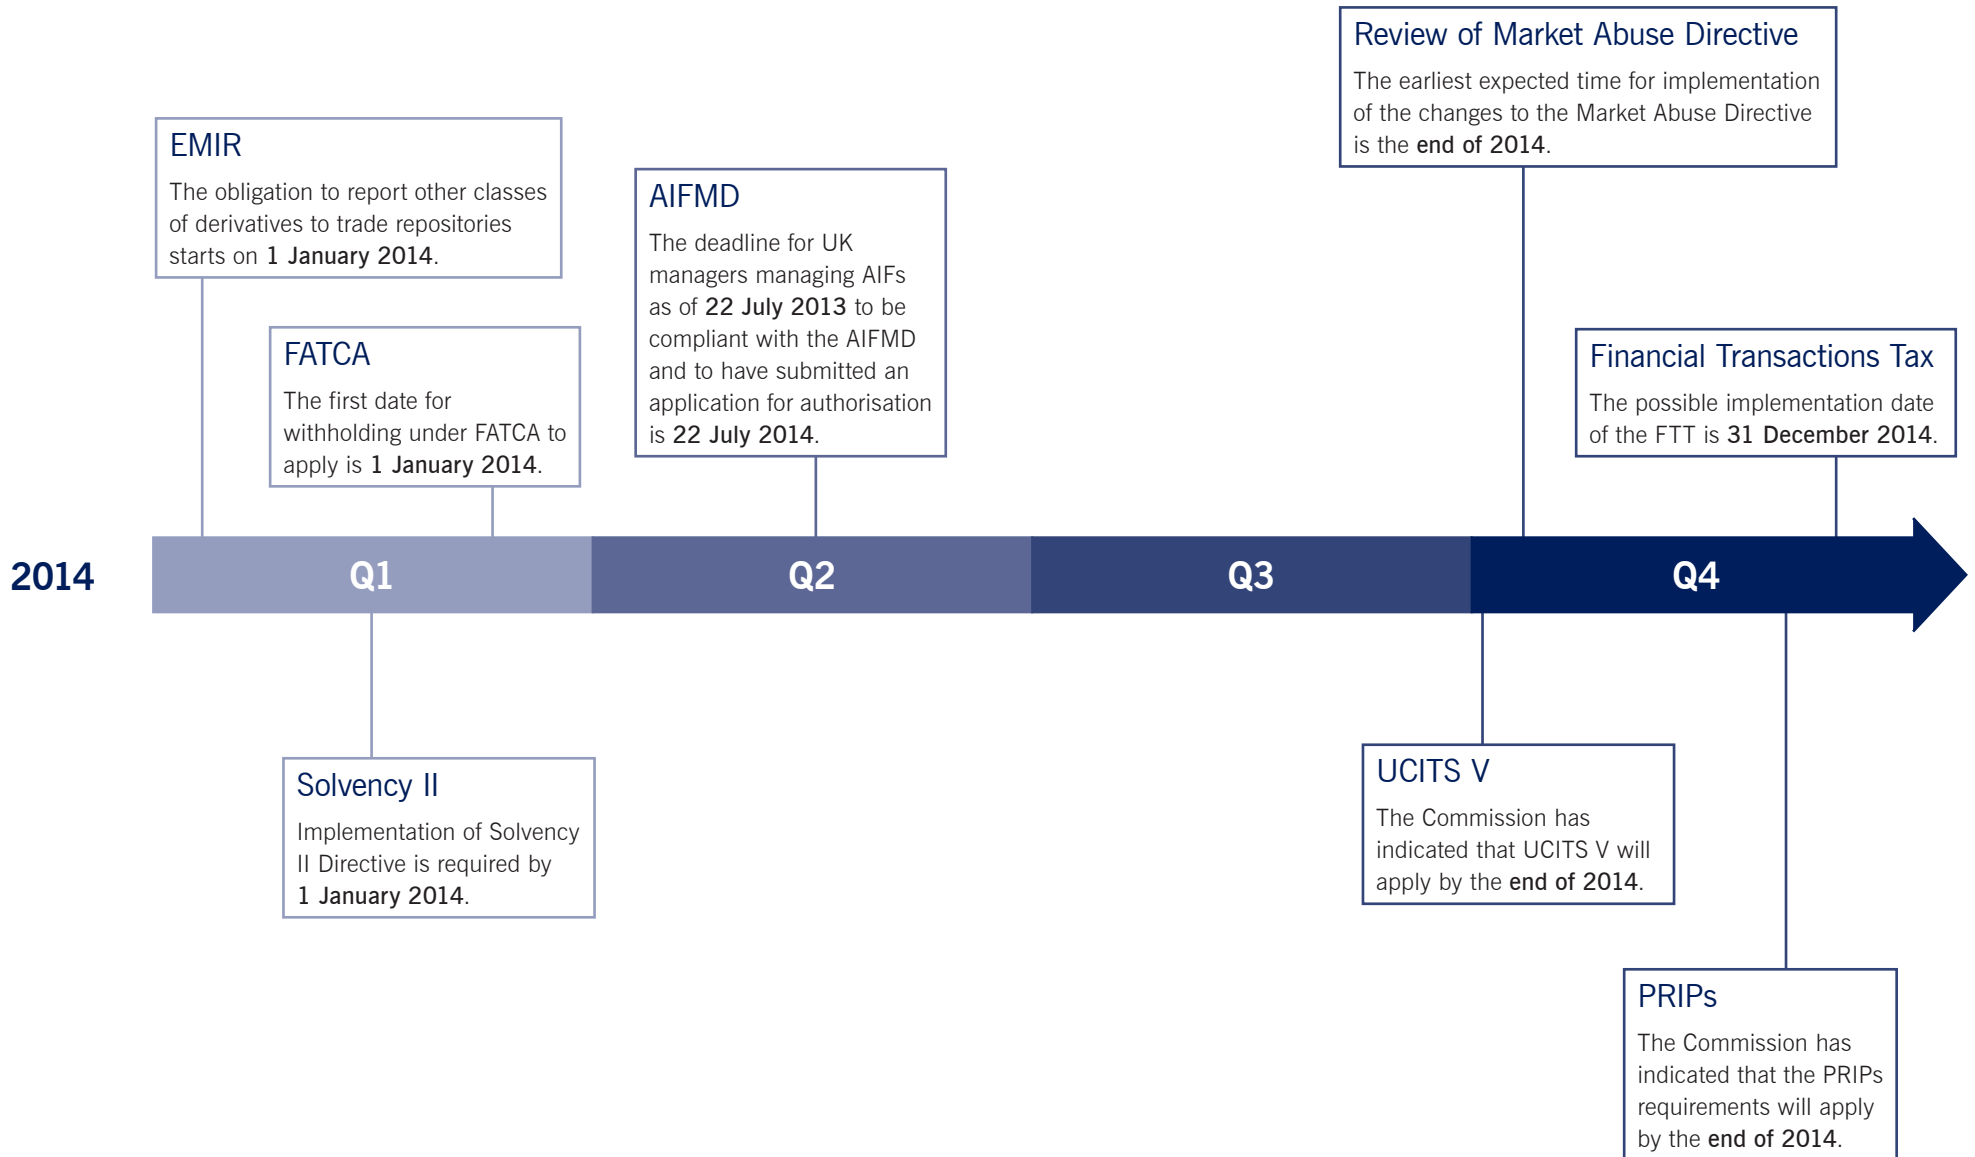 Review of Market Abuse Directive
The earliest expected time for implementation
of the changes to the Market Abuse Directive
is the end of 2014.
EMIR
The obligation to report other classes
of derivatives to trade repositories
starts on 1 January 2014.
AIFMD
The deadline for UK
managers managing AIFs
as of 22 July 2013 to be
compliant with the AIFMD
and to have submitted an
application for authorisation
is 22 July 2014.
FATCA
The first date for
withholding under FATCA to
apply is 1 January 2014.
Financial Transactions Tax
The possible implementation date
of the FTT is 31 December 2014.
2014
Q1
Q2
Q3
Q4
Solvency II
Implementation of Solvency
II Directive is required by
1 January 2014.
UCITS V
The Commission has
indicated that UCITS V will
apply by the end of 2014.
PRIPs
The Commission has
indicated that the PRIPs
requirements will apply
by the end of 2014.